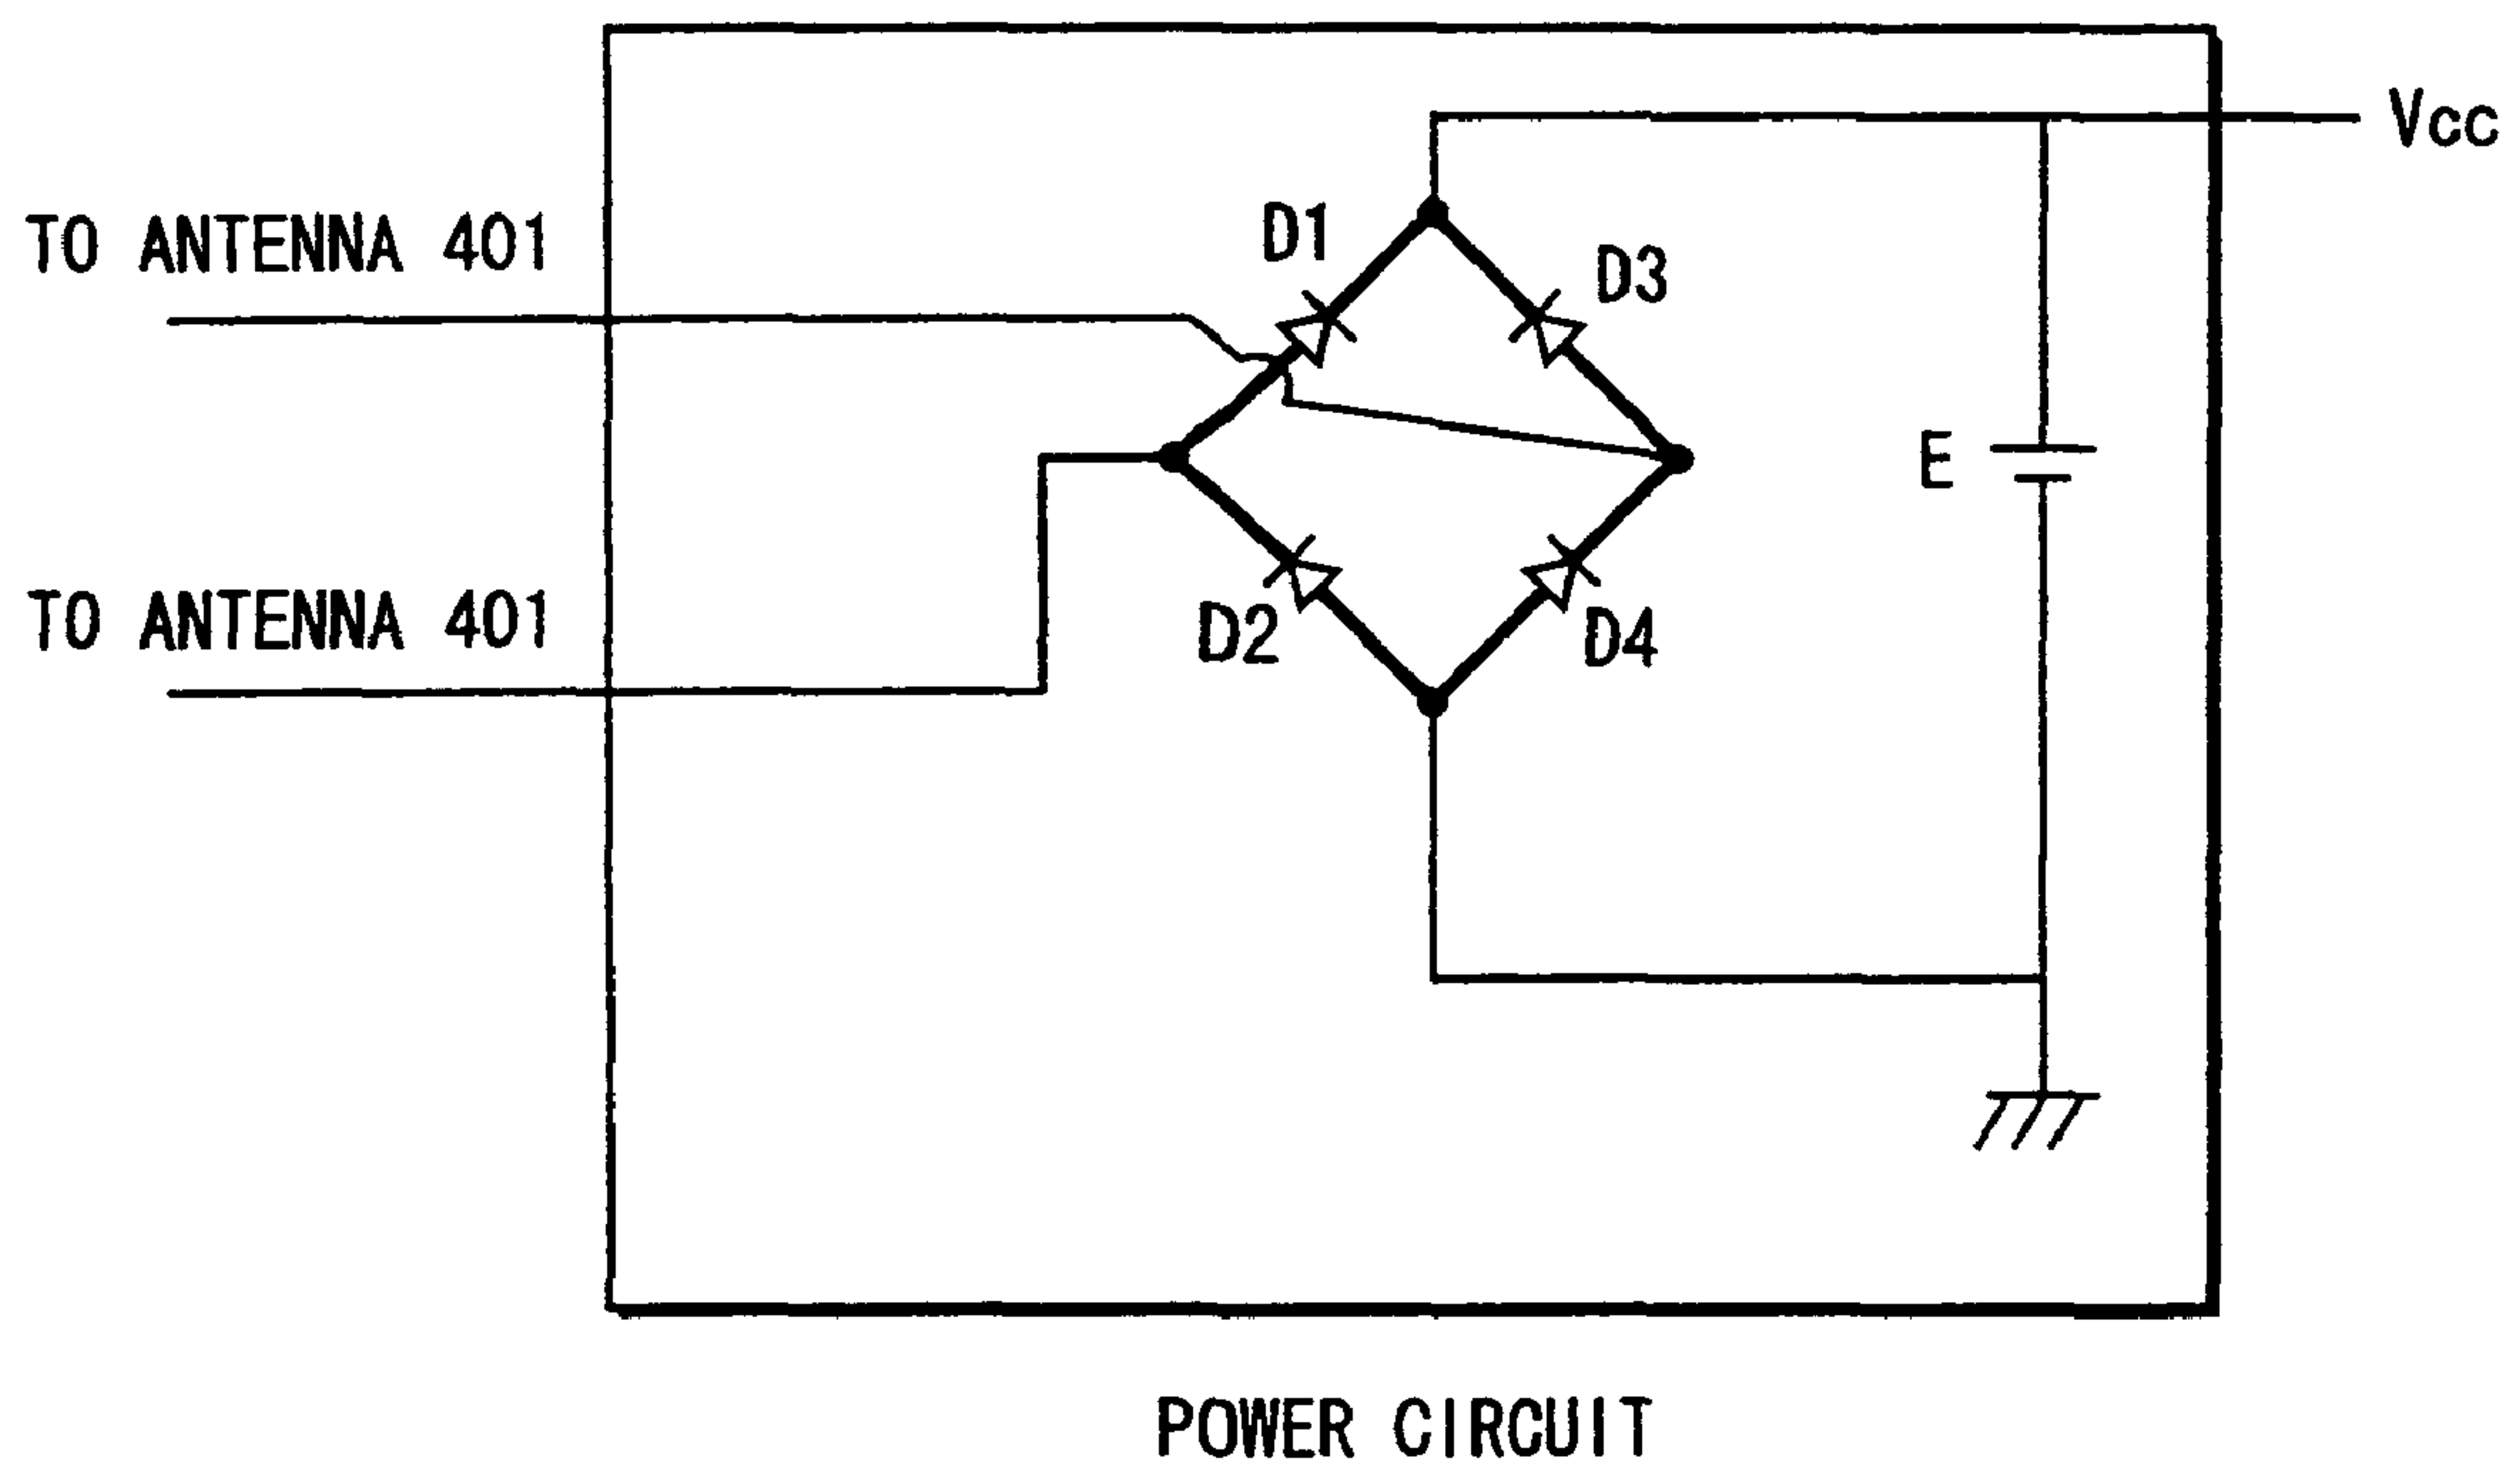 Vcc
D1
TO ANTENNA 401
D3
E
TO ANTENNA 401
D2
D4
POWER CIRCUIT